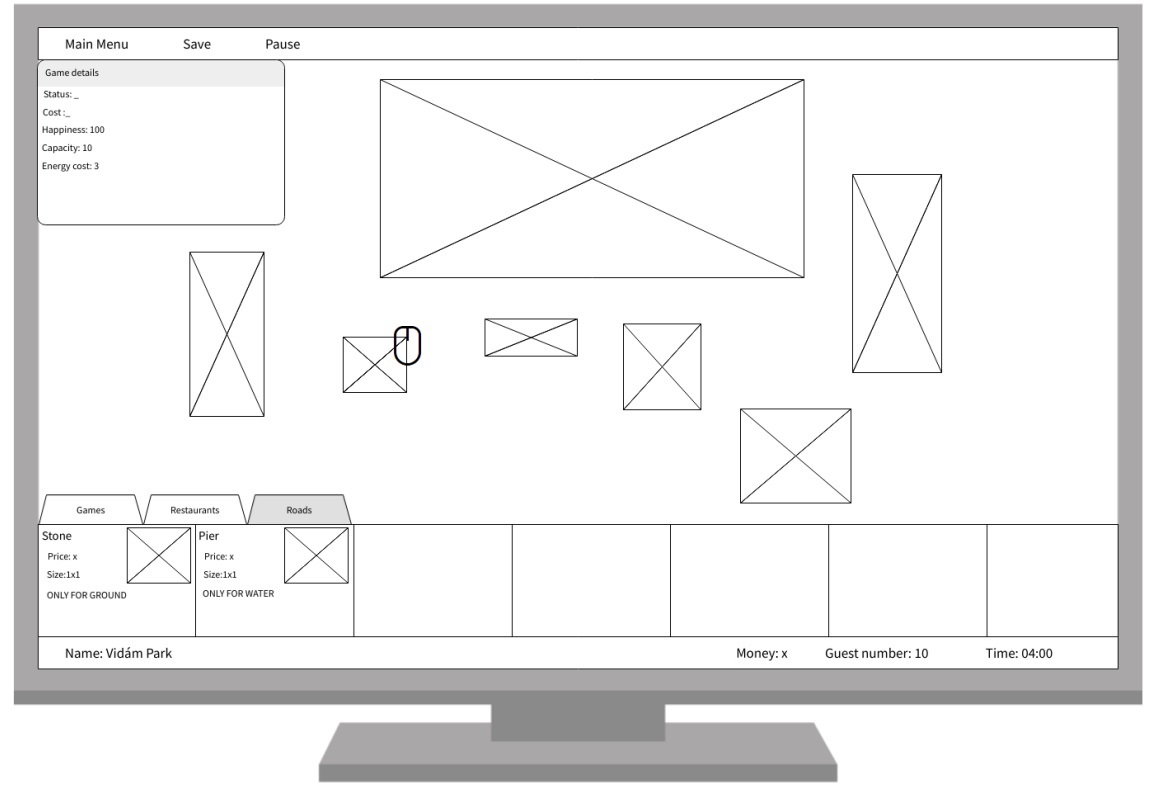 Main Menu Save Pause
Game details
Status: _
Cost :_
Happiness: 100
Capacity: 10
Energy cost: 3
Games Restaurants Roads
Stone
Price: x
Size:1x1
ONLY FOR GROUND
Pier
Price: x
Size:1x1
ONLY FOR WATER
Name: Vidám Park Money: x Guest number: 10 Time: 04:00